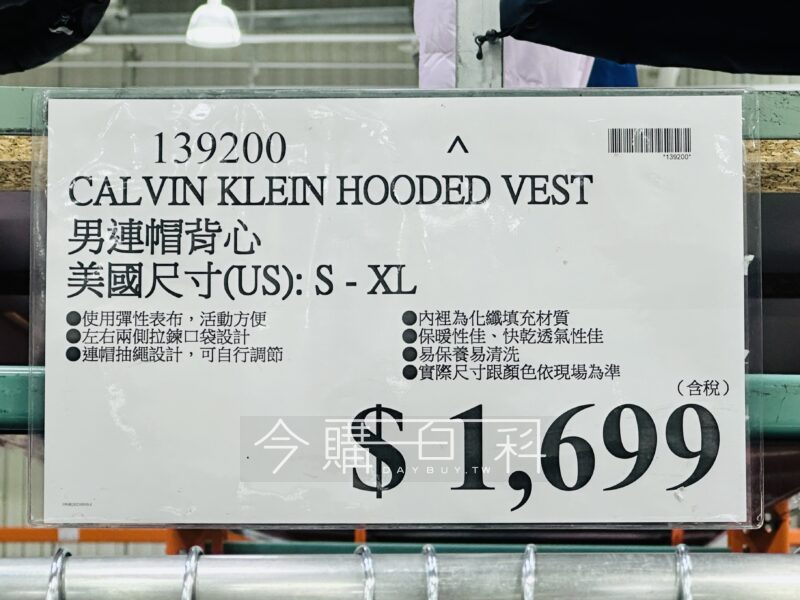 139200
^
*139200*
CALVIN KLEIN HOODED VEST
男連帽背心
美國尺寸(US): S - XL
●使用彈性表布，活動方便
●左右兩側拉鍊口袋設計
●連帽抽繩設計，可自行調節
●內裡為化纖填充材質
●保暖性佳、快乾透氣性佳
●易保養易清洗
●實際尺寸跟顏色依現場為準
（含稅）
$ 1,699
今購百科
DAYBUY.TW